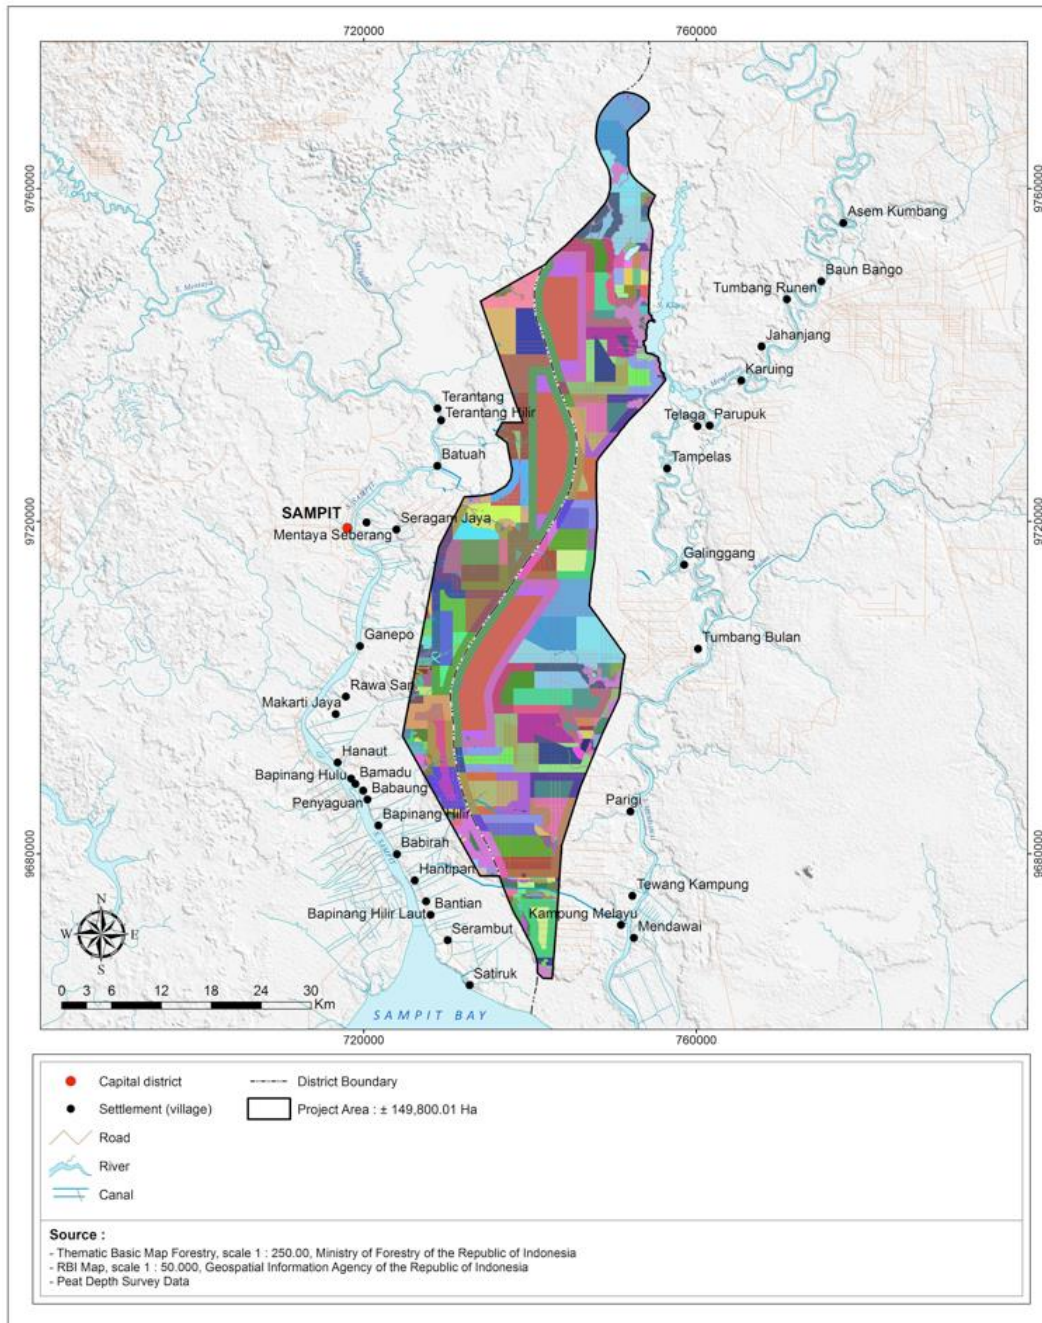 720000 760000
9760000 9760000
Asem Kumbang
Baun Bango
Tumbang Runen
S. Mentaya
Jahanjang
Karuing
Terantang
Terantang Hilir
Telaga Parupuk
Batuah
Tampelas
S. SAMPIT
SAMPIT
Seragam Jaya
9720000 9720000
Mentaya Seberang
Galinggang
Ganepo
Tumbang Bulan
Rawa Sari
Makarti Jaya
Hanaut
Bapinang Hulu Bamadu
Babaung
Penyaguan
Parigi
Bapinang Hilir
S. SAMPIT
Babirah
9680000 9680000
Hantipan
Tewang Kampung
Bantian
Bapinang Hilir Laut
Kampung Melayu
Mendawai
Serambut
N
W E
S
Satiruk
0 3 6 12 18 24 30
Km
SAMPIT BAY
720000 760000
Capital district
District Boundary
Settlement (village)
Project Area : ± 149,800.01 Ha
Road
River
Canal
Source :
- Thematic Basic Map Forestry, scale 1 : 250.00, Ministry of Forestry of the Republic of Indonesia
- RBI Map, scale 1 : 50.000, Geospatial Information Agency of the Republic of Indonesia
- Peat Depth Survey Data